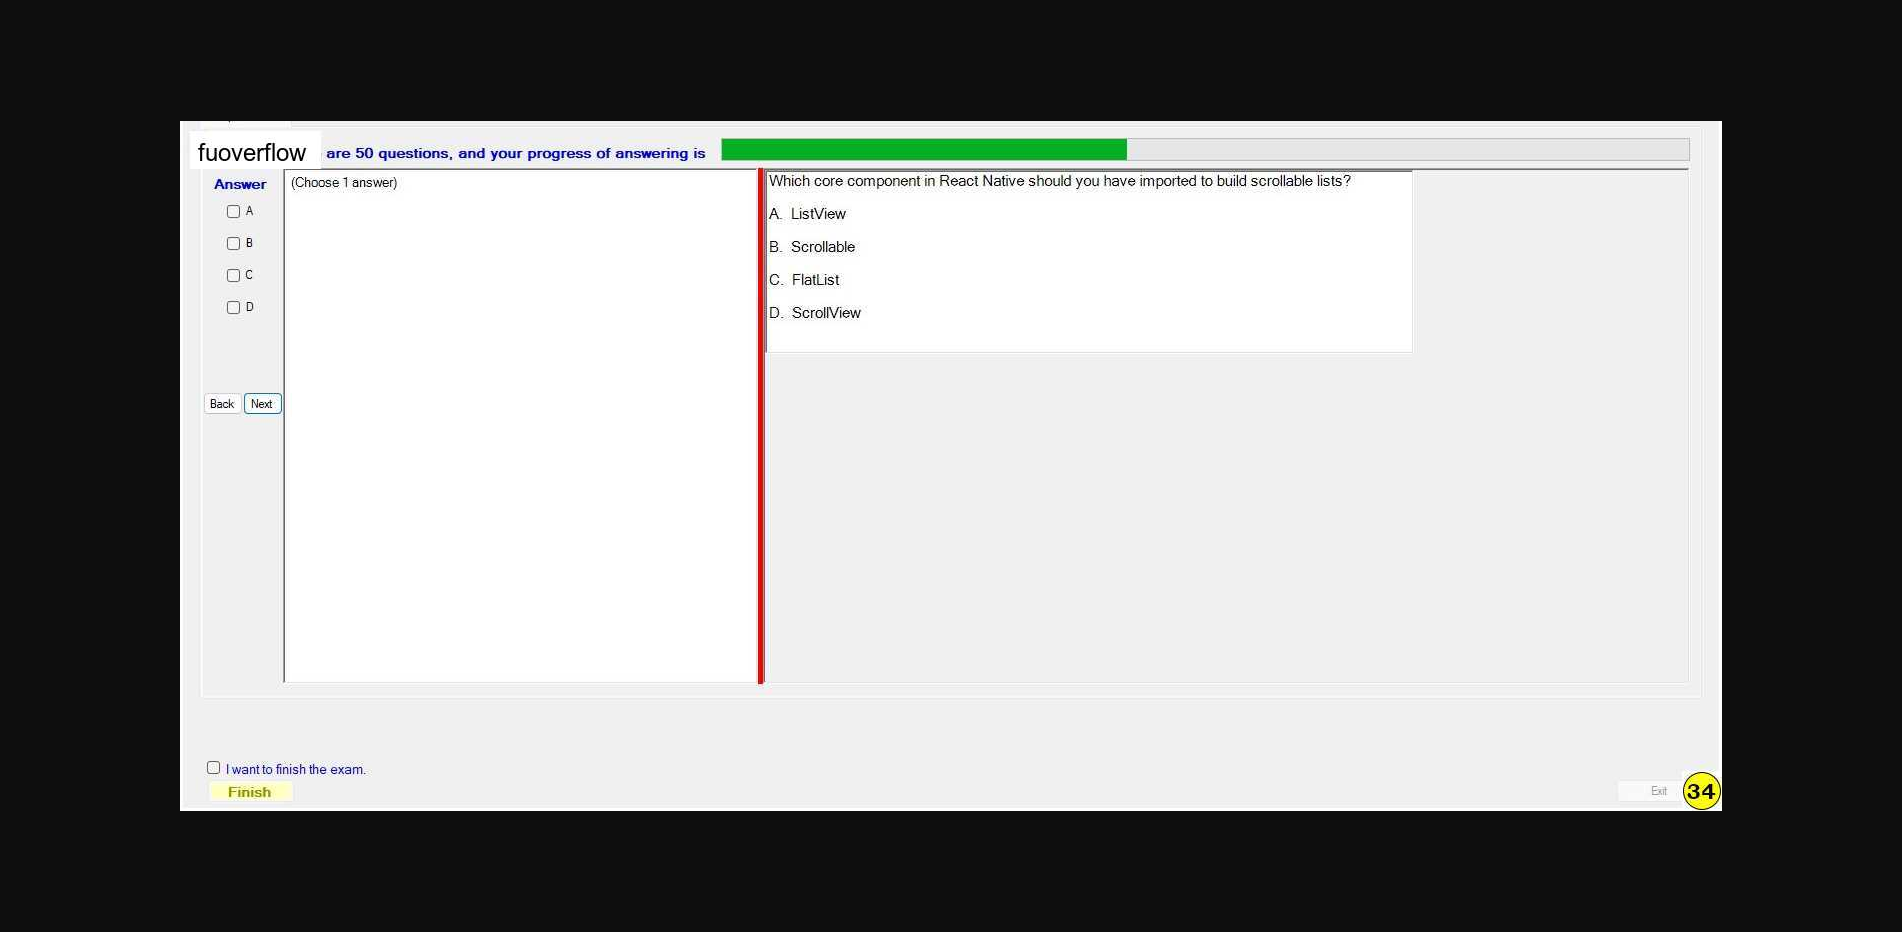 fuoverflow are 50 questions, and your progress of answering is
Answer
A
B
C
D
Back Next
(Choose 1 answer)
Which core component in React Native should you have imported to build scrollable lists?
A. ListView
B. Scrollable
C. FlatList
D. ScrollView
I want to finish the exam.
Finish
Exit
34